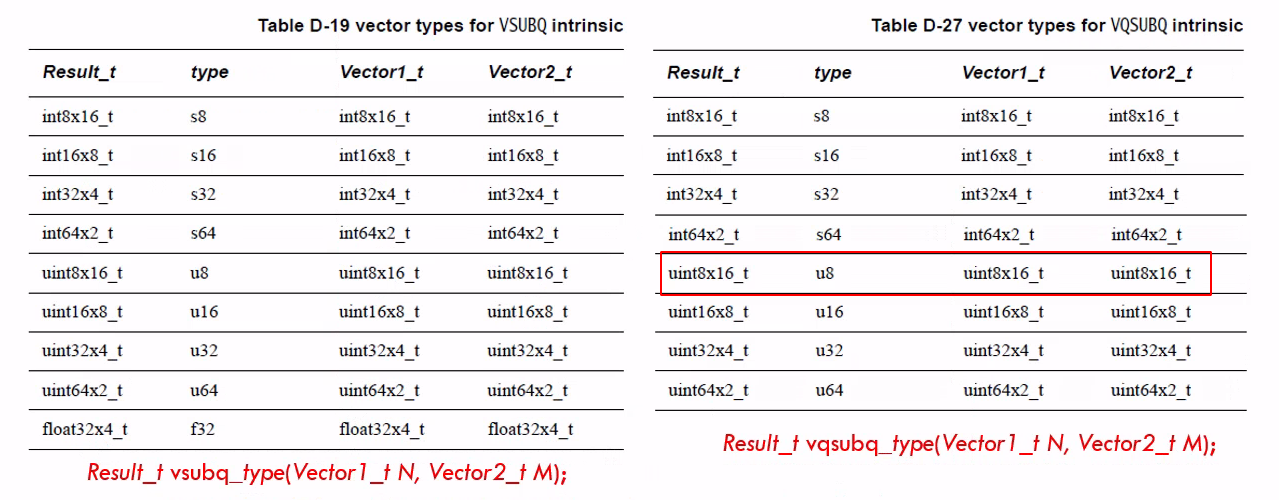 Table D-19 vector types for VSUBQ intrinsic
Result_t type Vector1_t Vector2_t
int8x16_t s8 int8x16_t int8x16_t
int16x8_t s16 int16x8_t int16x8_t
int32x4_t s32 int32x4_t int32x4_t
int64x2_t s64 int64x2_t int64x2_t
uint8x16_t u8 uint8x16_t uint8x16_t
uint16x8_t u16 uint16x8_t uint16x8_t
uint32x4_t u32 uint32x4_t uint32x4_t
uint64x2_t u64 uint64x2_t uint64x2_t
float32x4_t f32 float32x4_t float32x4_t
Result_t vsubq_type(Vector1_t N, Vector2_t M);
Table D-27 vector types for VQSUBQ intrinsic
Result_t type Vector1_t Vector2_t
int8x16_t s8 int8x16_t int8x16_t
int16x8_t s16 int16x8_t int16x8_t
int32x4_t s32 int32x4_t int32x4_t
int64x2_t s64 int64x2_t int64x2_t
uint8x16_t u8 uint8x16_t uint8x16_t
uint16x8_t u16 uint16x8_t uint16x8_t
uint32x4_t u32 uint32x4_t uint32x4_t
uint64x2_t u64 uint64x2_t uint64x2_t
Result_t vqsubq_type(Vector1_t N, Vector2_t M);